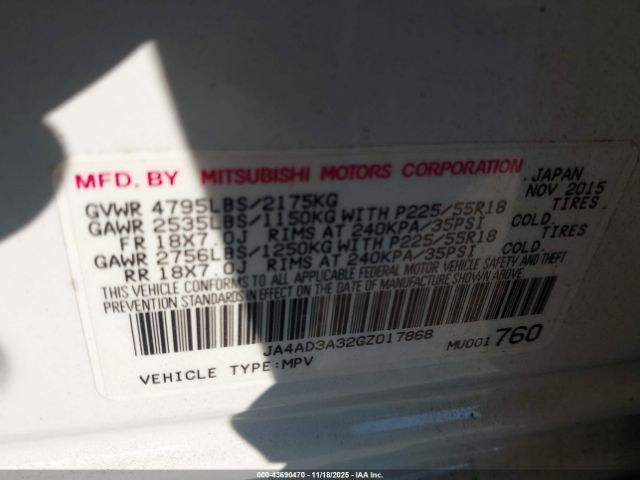 MFD. BY MITSUBISHI MOTORS CORPORATION JAPAN
NOV 2015
GVWR 4795LBS/2175KG
GAWR 2535LBS/1150KG WITH P225/55R18 TIRES
FR 18X7.0J RIMS AT 240KPA/35PSI COLD.
GAWR 2756LBS/1250KG WITH P225/55R18 TIRES
RR 18X7.0J RIMS AT 240KPA/35PSI COLD.
THIS VEHICLE CONFORMS TO ALL APPLICABLE FEDERAL MOTOR VEHICLE SAFETY AND THEFT
PREVENTION STANDARDS IN EFFECT ON THE DATE OF MANUFACTURE SHOWN ABOVE.
JA4AD3A32GZ017868
MU001 760
VEHICLE TYPE:MPV
000-43690470 - 11/18/2025 - IAA Inc. IAAI.com